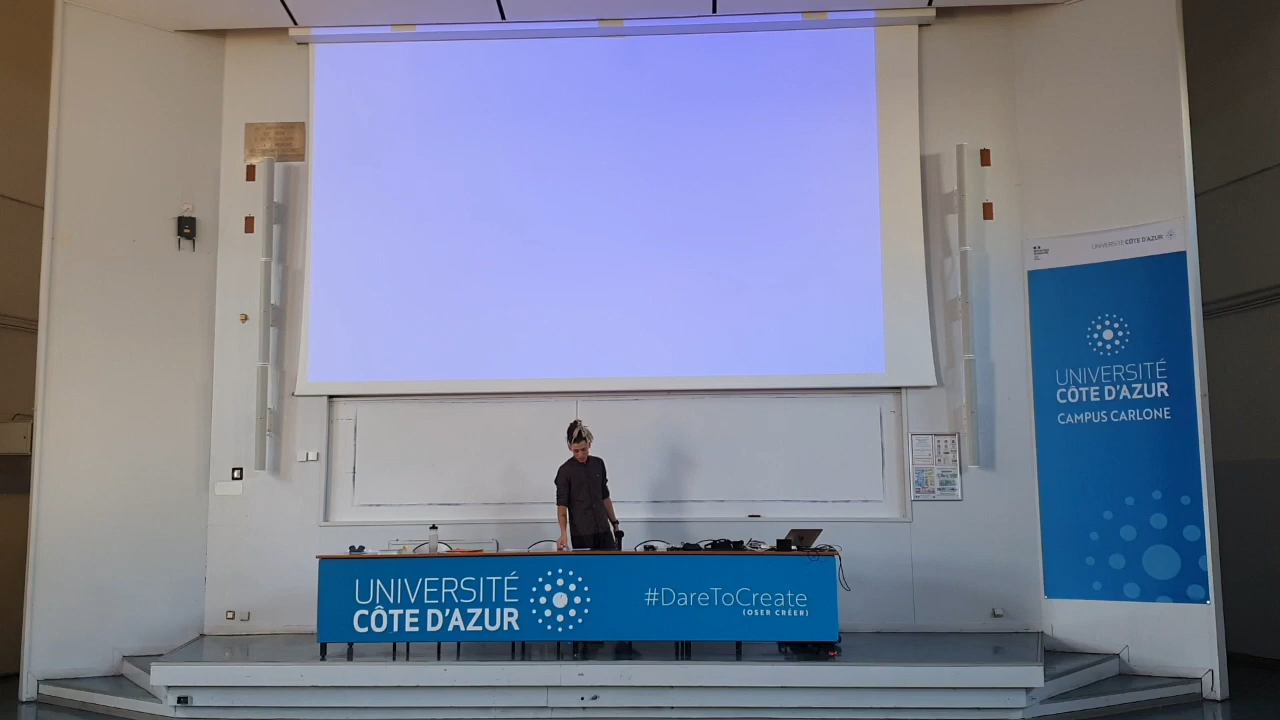 UNIVERSITÉ CÔTE D'AZUR
UNIVERSITÉ
CÔTE D'AZUR
CAMPUS CARLONE
UNIVERSITÉ
CÔTE D'AZUR
#DareToCreate
(OSER CRÉER)